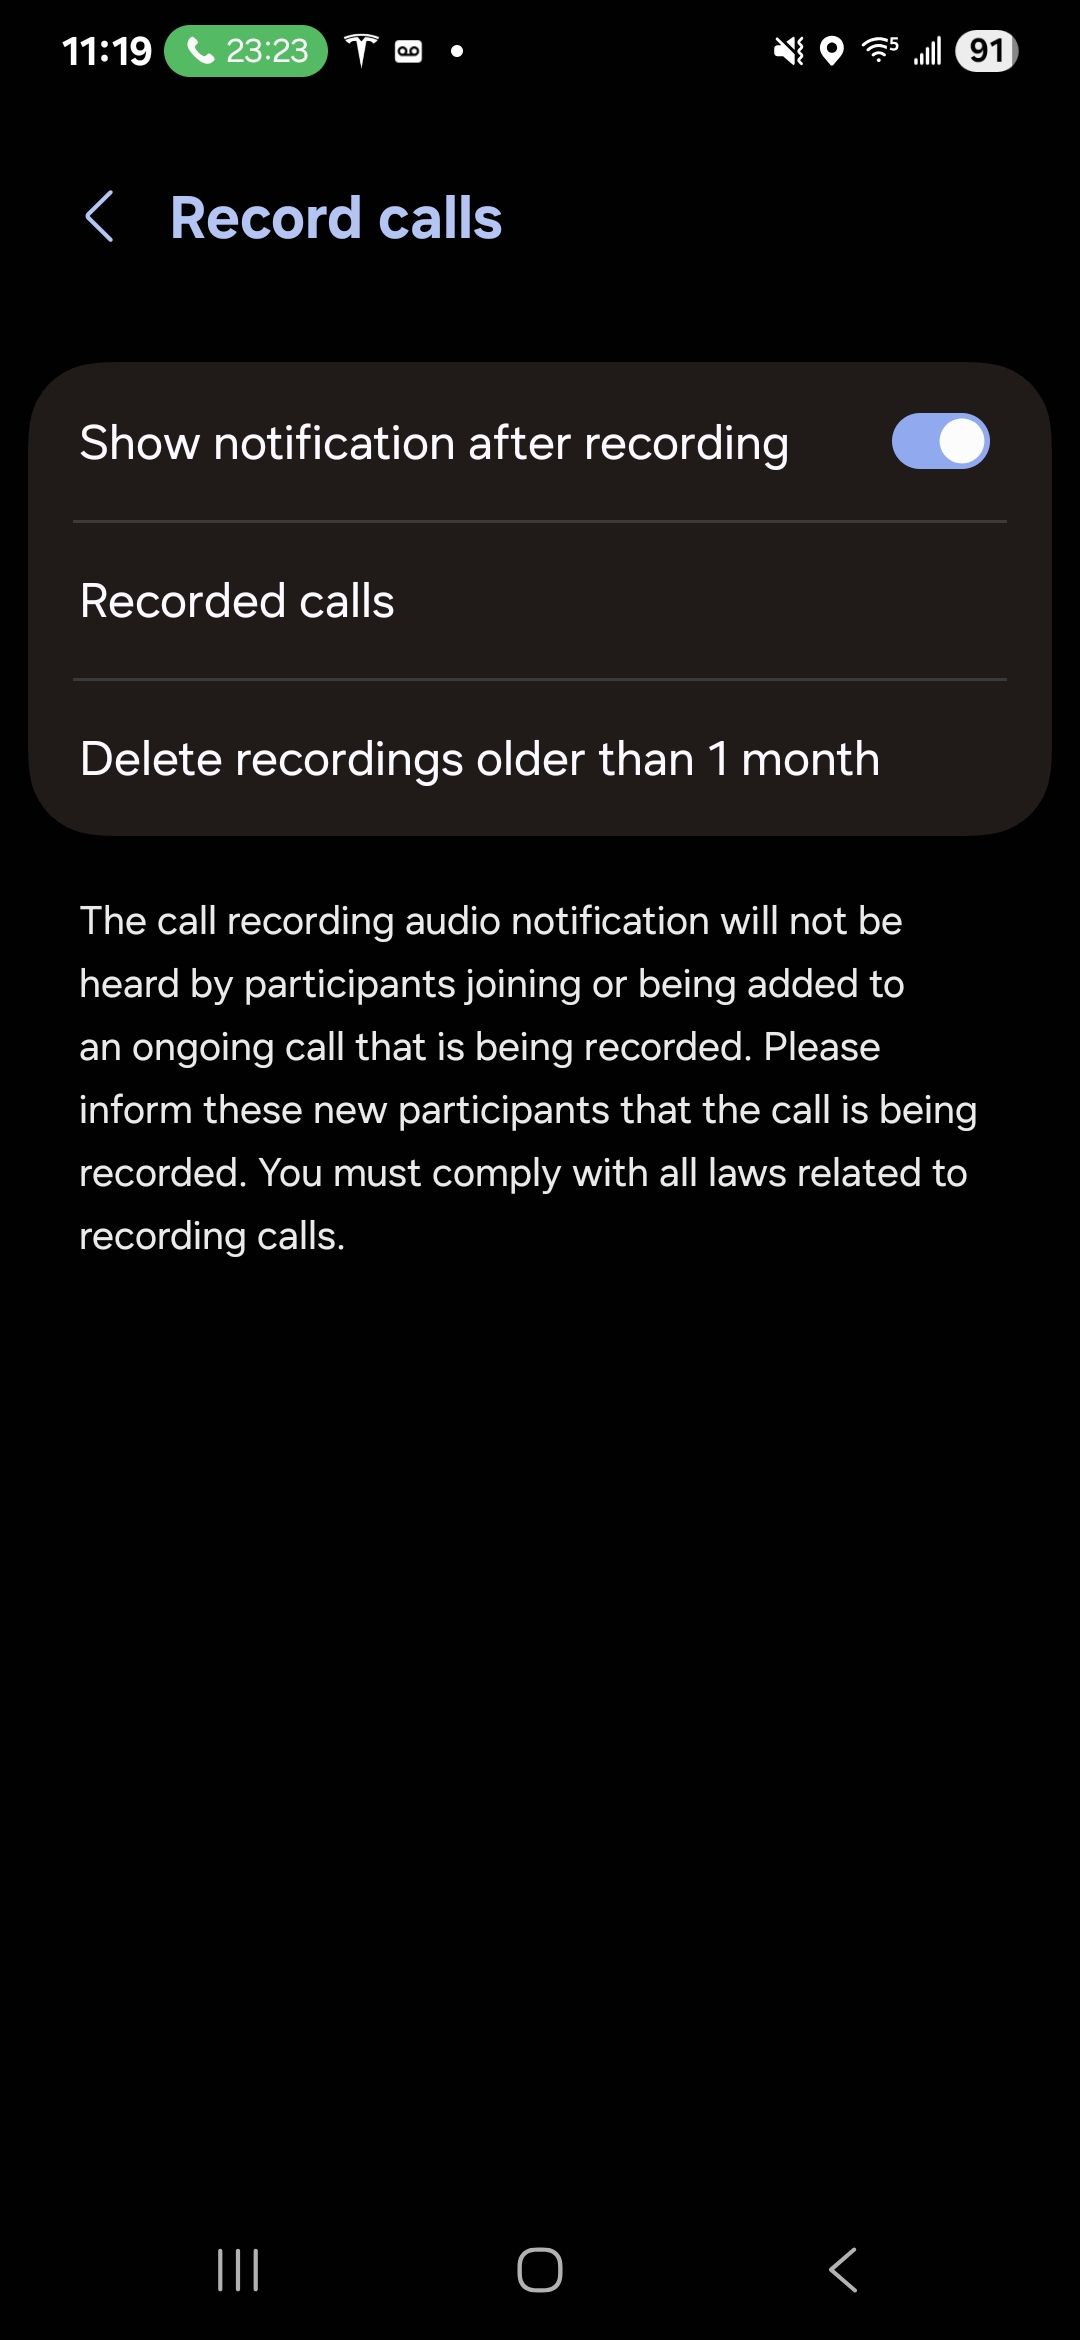 11:19 23:23 5 91
Record calls
Show notification after recording
Recorded calls
Delete recordings older than 1 month
The call recording audio notification will not be
heard by participants joining or being added to
an ongoing call that is being recorded. Please
inform these new participants that the call is being
recorded. You must comply with all laws related to
recording calls.